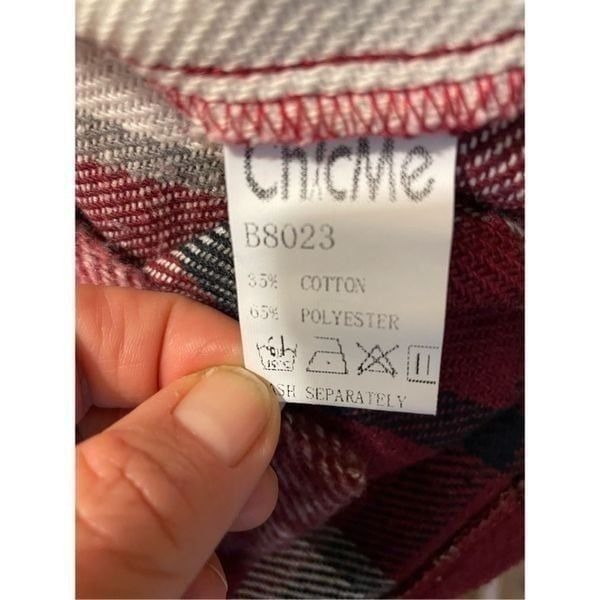 ChicMe
B8023
35% COTTON
65% POLYESTER
SEPARATELY